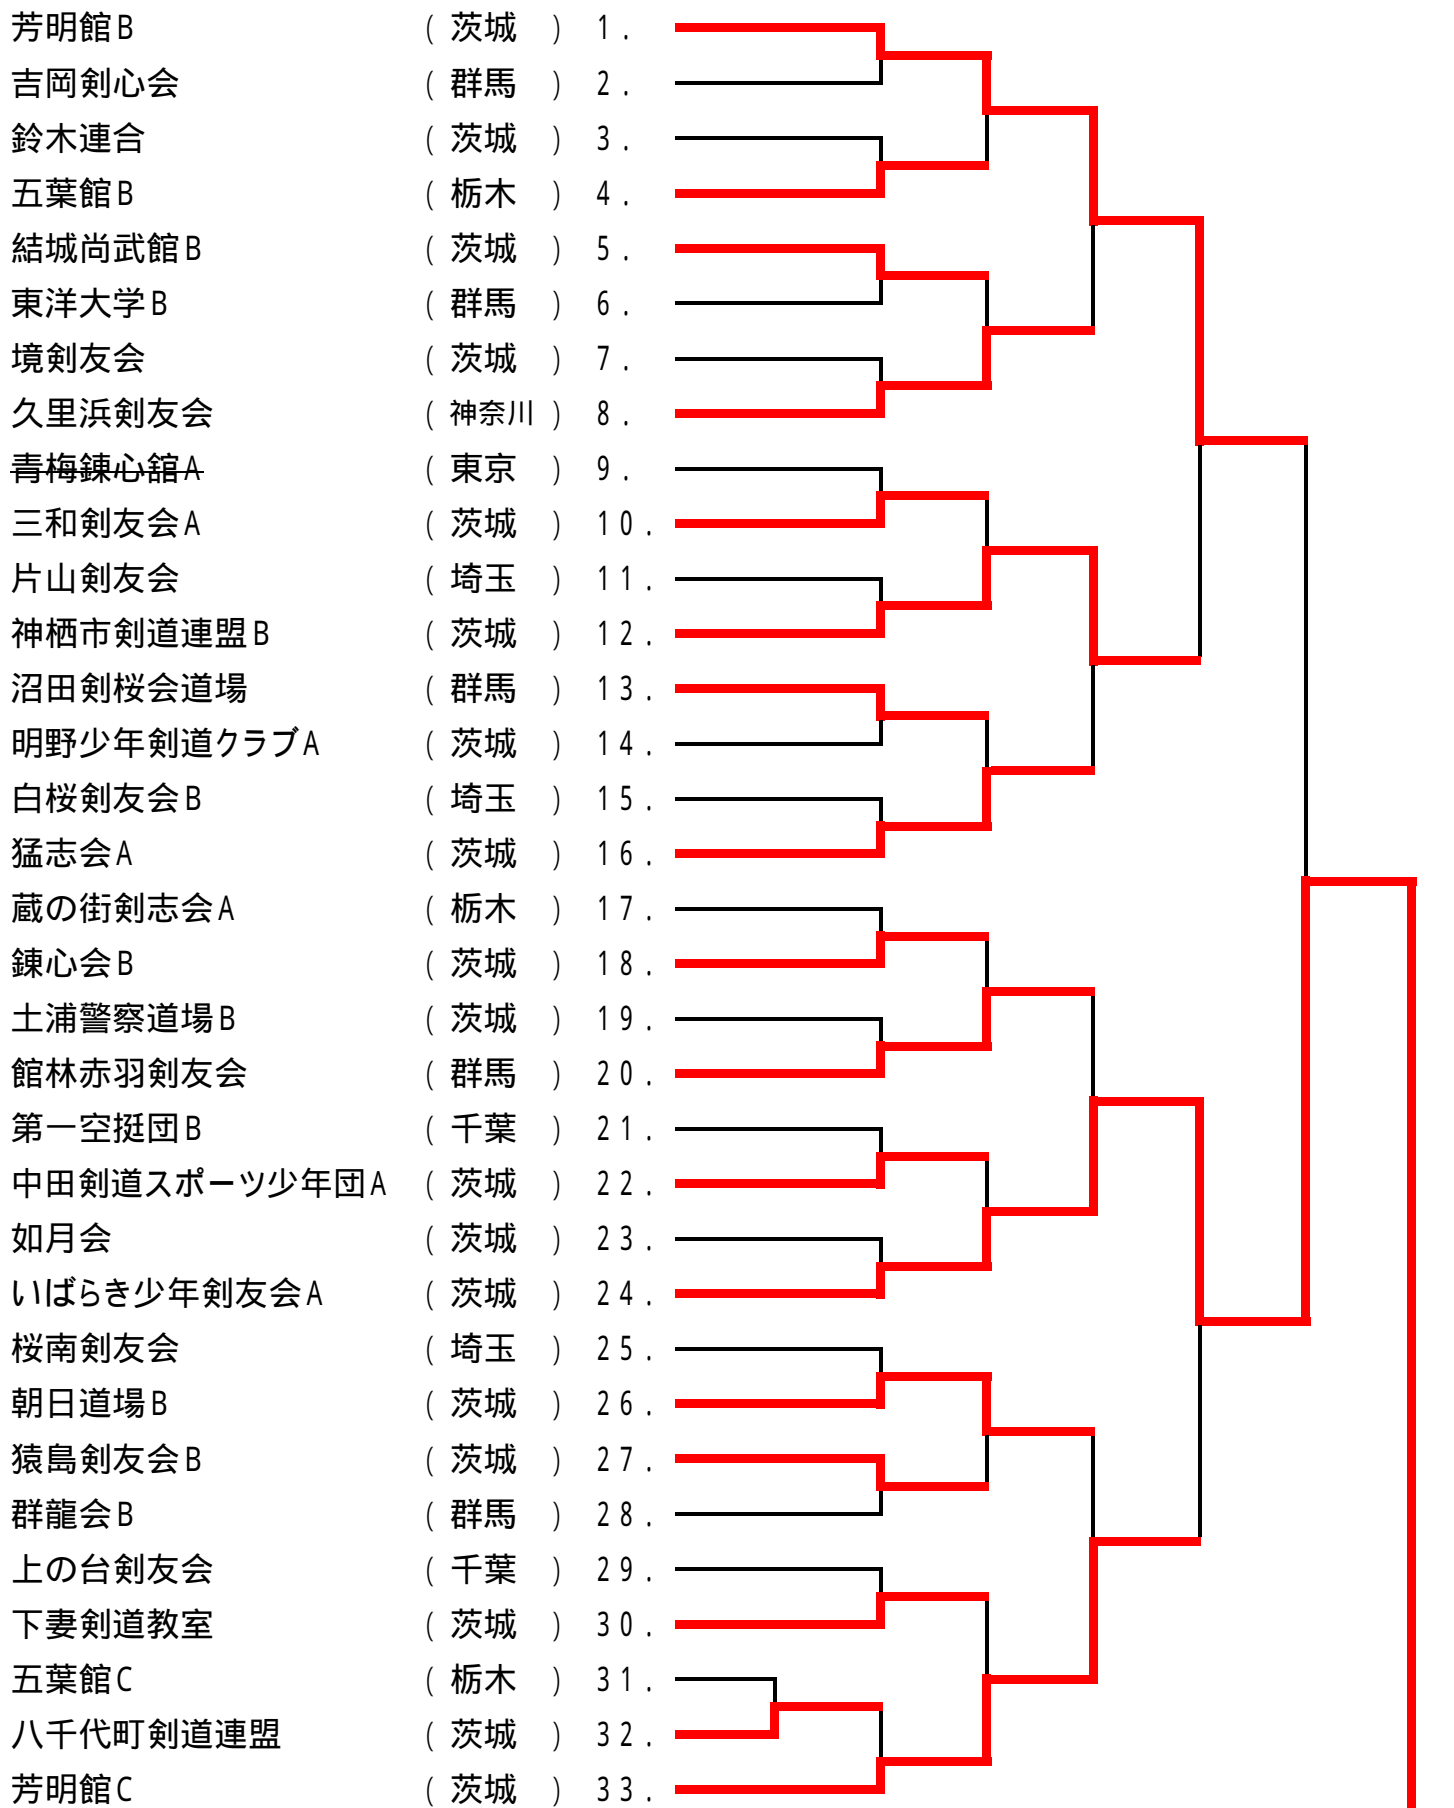 芳明館B （茨城）1.
吉岡剣心会 （群馬）2.
鈴木連合 （茨城）3.
五葉館B （栃木）4.
結城尚武館B （茨城）5.
東洋大学B （群馬）6.
境剣友会 （茨城）7.
久里浜剣友会 （神奈川）8.
青梅錬心舘A （東京）9.
三和剣友会A （茨城）10.
片山剣友会 （埼玉）11.
神栖市剣道連盟B （茨城）12.
沼田剣桜会道場 （群馬）13.
明野少年剣道クラブA （茨城）14.
白桜剣友会B （埼玉）15.
猛志会A （茨城）16.
蔵の街剣志会A （栃木）17.
錬心会B （茨城）18.
土浦警察道場B （茨城）19.
館林赤羽剣友会 （群馬）20.
第一空挺団B （千葉）21.
中田剣道スポーツ少年団A （茨城）22.
如月会 （茨城）23.
いばらき少年剣友会A （茨城）24.
桜南剣友会 （埼玉）25.
朝日道場B （茨城）26.
猿島剣友会B （茨城）27.
群龍会B （群馬）28.
上の台剣友会 （千葉）29.
下妻剣道教室 （茨城）30.
五葉館C （栃木）31.
八千代町剣道連盟 （茨城）32.
芳明館C （茨城）33.